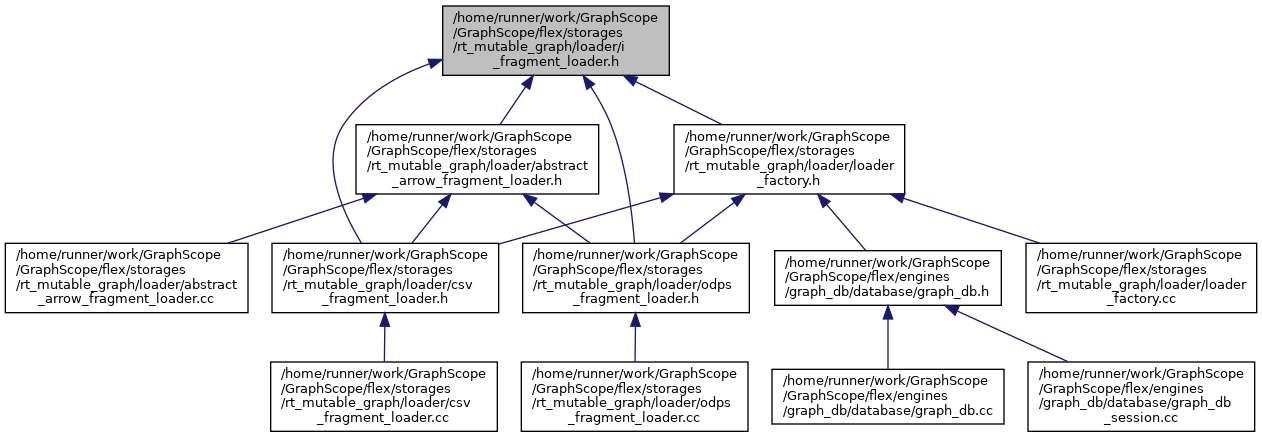 /home/runner/work/GraphScope
/GraphScope/flex/storages
/rt_mutable_graph/loader/i
_fragment_loader.h
/home/runner/work/GraphScope
/GraphScope/flex/storages
/rt_mutable_graph/loader/abstract
_arrow_fragment_loader.h
/home/runner/work/GraphScope
/GraphScope/flex/storages
/rt_mutable_graph/loader/loader
_factory.h
/home/runner/work/GraphScope
/GraphScope/flex/storages
/rt_mutable_graph/loader/abstract
_arrow_fragment_loader.cc
/home/runner/work/GraphScope
/GraphScope/flex/storages
/rt_mutable_graph/loader/csv
_fragment_loader.h
/home/runner/work/GraphScope
/GraphScope/flex/storages
/rt_mutable_graph/loader/odps
_fragment_loader.h
/home/runner/work/GraphScope
/GraphScope/flex/engines
/graph_db/database/graph_db.h
/home/runner/work/GraphScope
/GraphScope/flex/storages
/rt_mutable_graph/loader/loader
_factory.cc
/home/runner/work/GraphScope
/GraphScope/flex/storages
/rt_mutable_graph/loader/csv
_fragment_loader.cc
/home/runner/work/GraphScope
/GraphScope/flex/storages
/rt_mutable_graph/loader/odps
_fragment_loader.cc
/home/runner/work/GraphScope
/GraphScope/flex/engines
/graph_db/database/graph_db.cc
/home/runner/work/GraphScope
/GraphScope/flex/engines
/graph_db/database/graph_db
_session.cc